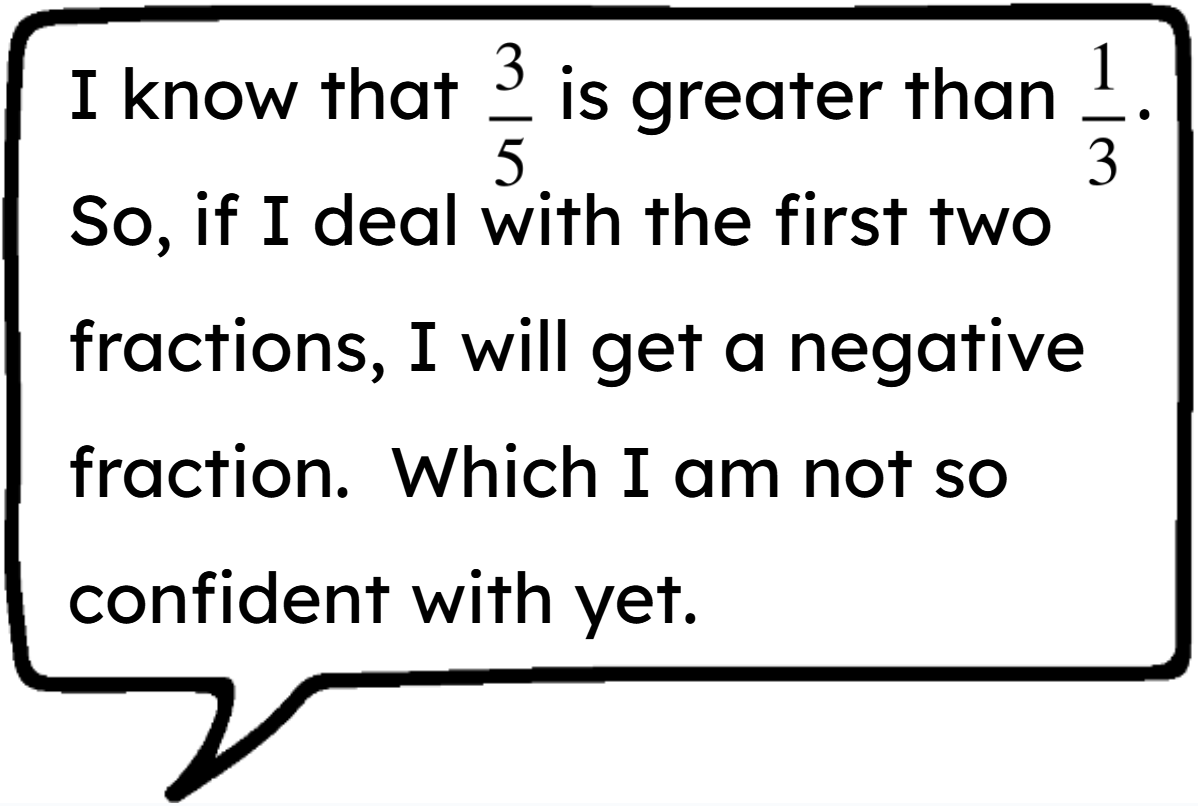 I know that 3/5 is greater than 1/3.
So, if I deal with the first two
fractions, I will get a negative
fraction.  Which I am not so
confident with yet.